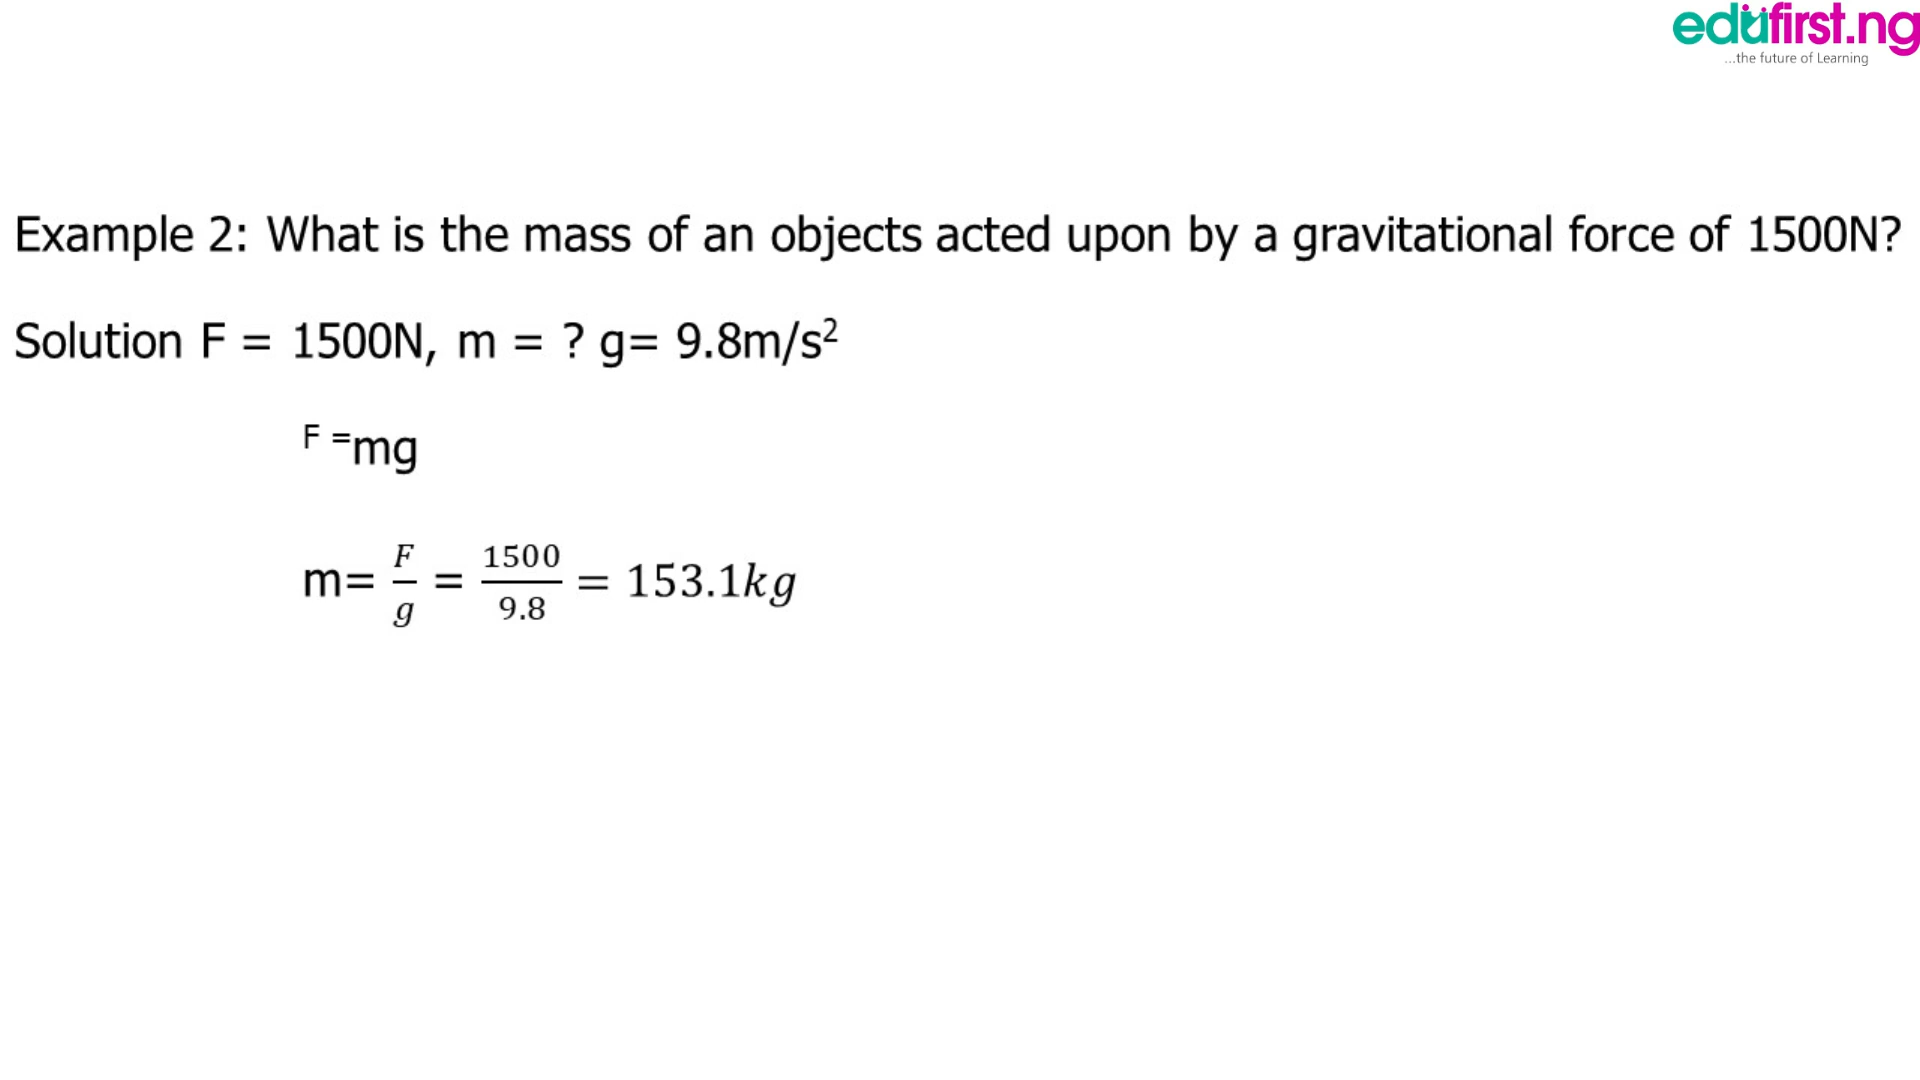 edufirst.ng
...the future of Learning
Example 2: What is the mass of an objects acted upon by a gravitational force of 1500N?
Solution F = 1500N, m = ? g= 9.8m/s²
F =mg
m= F/g = 1500/9.8 = 153.1kg